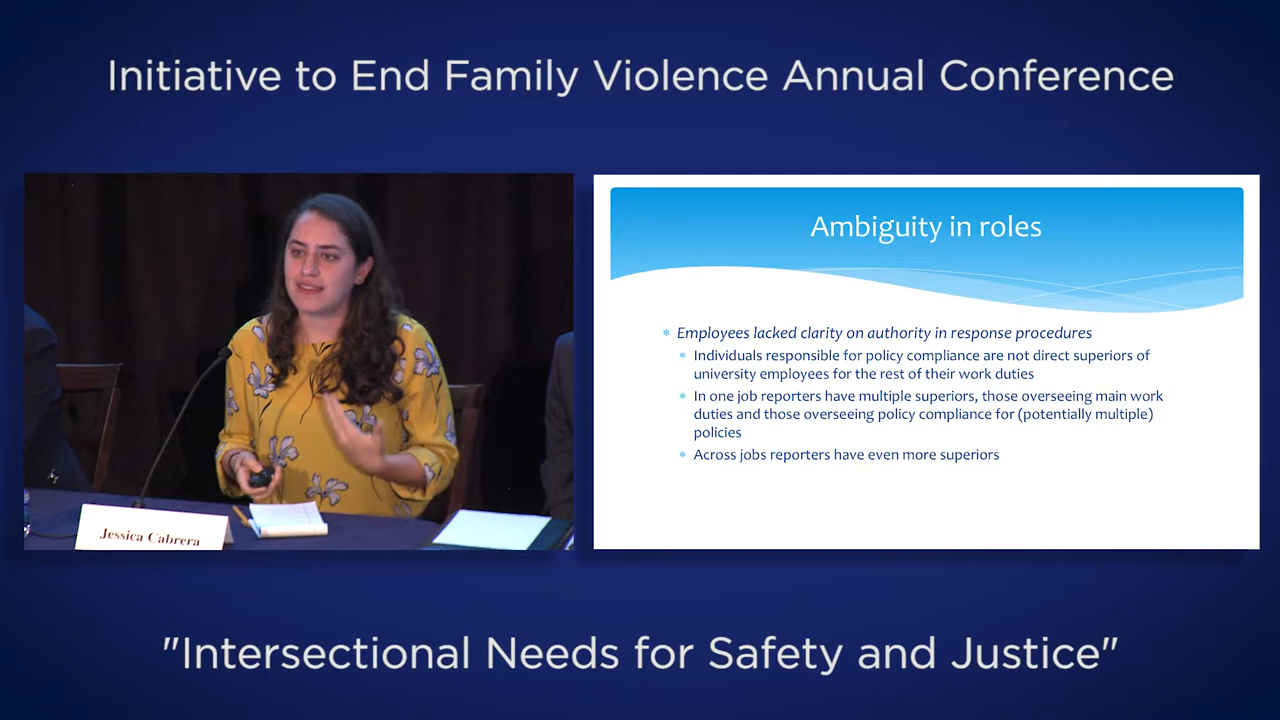 Initiative to End Family Violence Annual Conference
Ambiguity in roles
Employees lacked clarity on authority in response procedures
Individuals responsible for policy compliance are not direct superiors of
university employees for the rest of their work duties
In one job reporters have multiple superiors, those overseeing main work
duties and those overseeing policy compliance for (potentially multiple)
policies
Across jobs reporters have even more superiors
Jessica Cabrera
"Intersectional Needs for Safety and Justice"